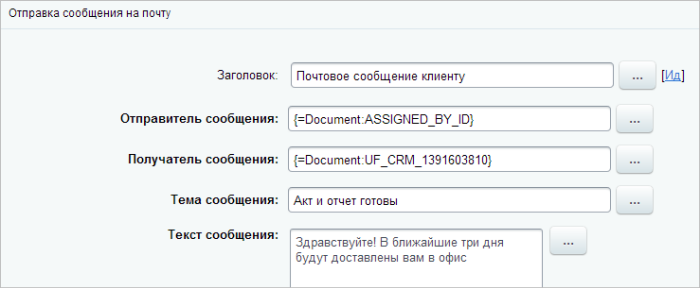 Отправка сообщения на почту
Заголовок: Почтовое сообщение клиенту ... [Ид]
Отправитель сообщения: {=Document:ASSIGNED_BY_ID} ...
Получатель сообщения: {=Document:UF_CRM_1391603810} ...
Тема сообщения: Акт и отчет готовы ...
Текст сообщения: Здравствуйте! В ближайшие три дня ...
будут доставлены вам в офис